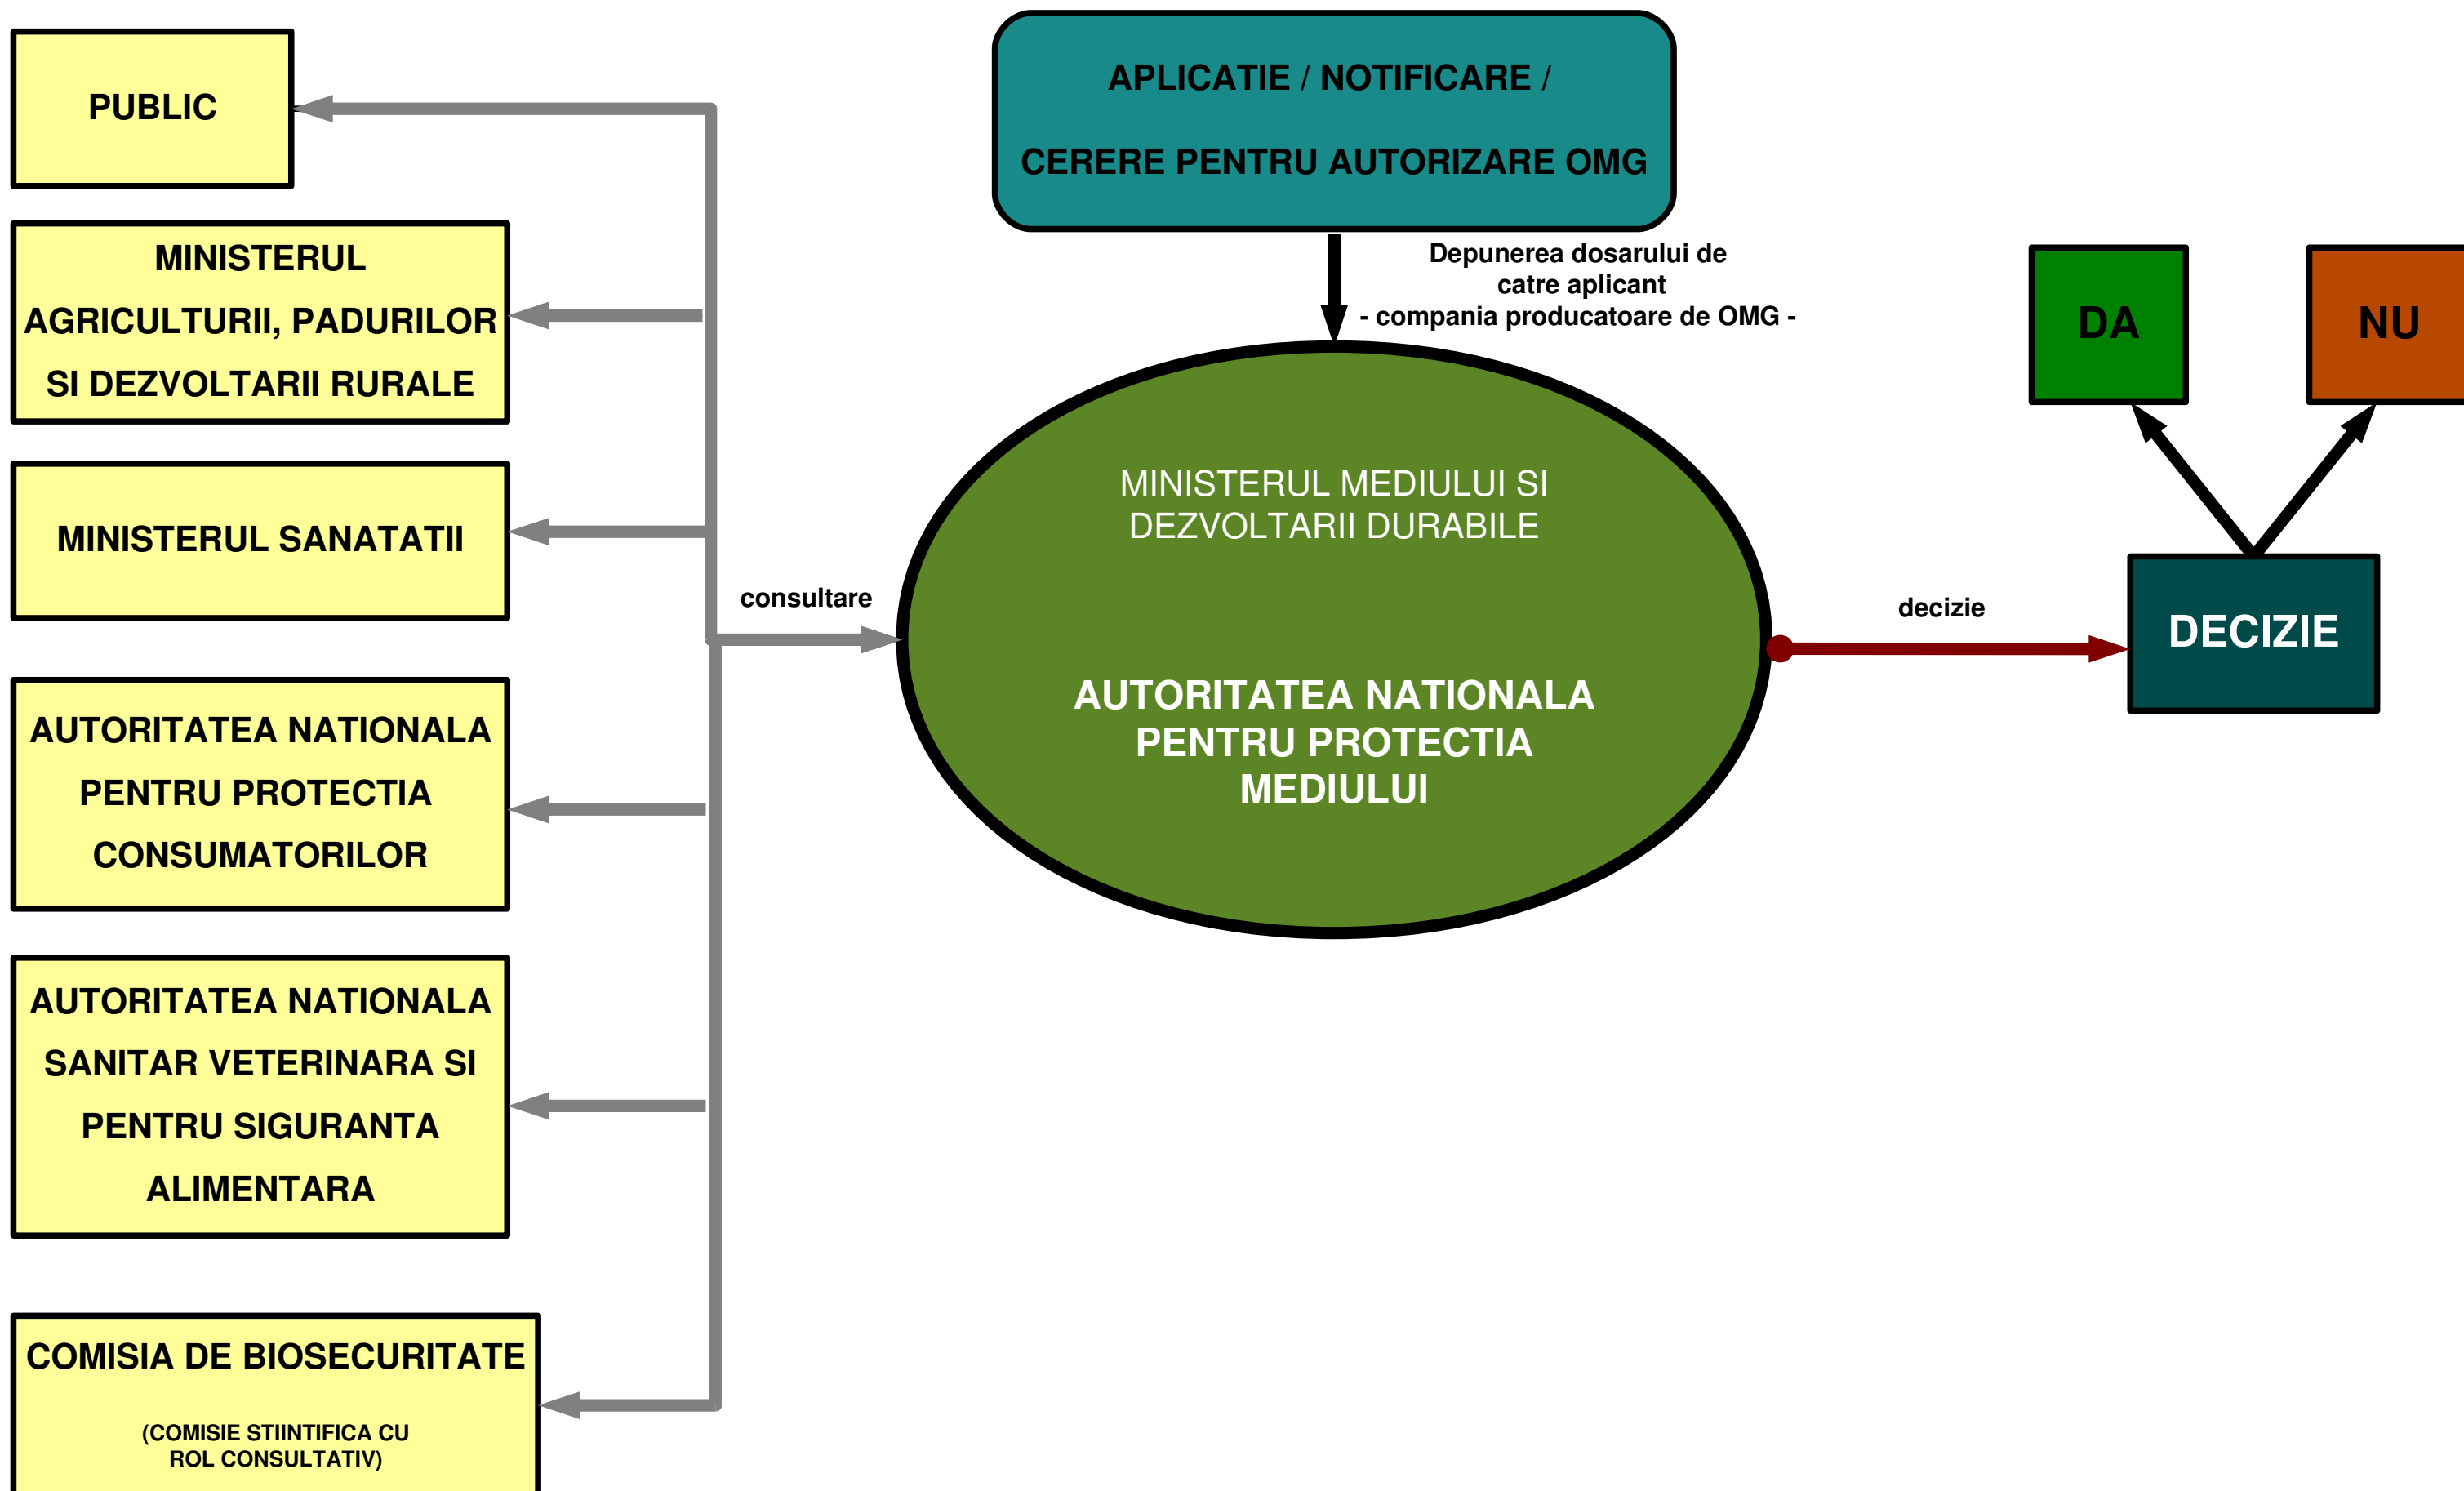 PUBLIC
MINISTERUL
AGRICULTURII, PADURILOR
SI DEZVOLTARII RURALE
MINISTERUL SANATATII
AUTORITATEA NATIONALA
PENTRU PROTECTIA
CONSUMATORILOR
AUTORITATEA NATIONALA
SANITAR VETERINARA SI
PENTRU SIGURANTA
ALIMENTARA
COMISIA DE BIOSECURITATE
(COMISIE STIINTIFICA CU
ROL CONSULTATIV)
consultare
APLICATIE / NOTIFICARE /
CERERE PENTRU AUTORIZARE OMG
Depunerea dosarului de
catre aplicant
- compania producatoare de OMG -
MINISTERUL MEDIULUI SI
DEZVOLTARII DURABILE
AUTORITATEA NATIONALA
PENTRU PROTECTIA
MEDIULUI
decizie
DA
NU
DECIZIE